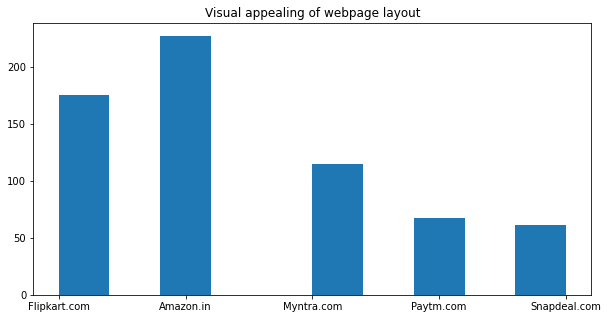 Visual appealing of webpage layout
200
150
100
50
0
Flipkart.com Amazon.in Myntra.com Paytm.com Snapdeal.com